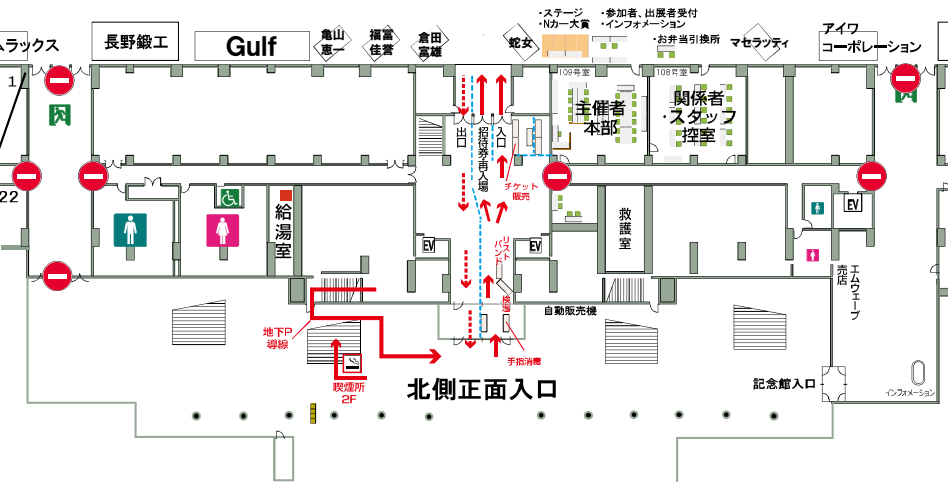 ・ステージ
・Nカー大賞
・参加者、出展者受付
・インフォメーション
・お弁当引換所
ムラックス
長野鍛工
Gulf
亀山
恵一
福冨
佳誉
倉田
富雄
蛇女
マセラッティ
アイワ
コーポレーション
1
109号室
108号室
主催者
本部
関係者
・スタッフ
控室
出口
招待券・再入場
入口
チケット
販売
22
給湯室
EV
EV
EV
救護室
リスト
バンド
検温
自動販売機
エムウェーブ
売店
地下P
導線
手指消毒
喫煙所
2F
北側正面入口
記念館入口
インフォメーション